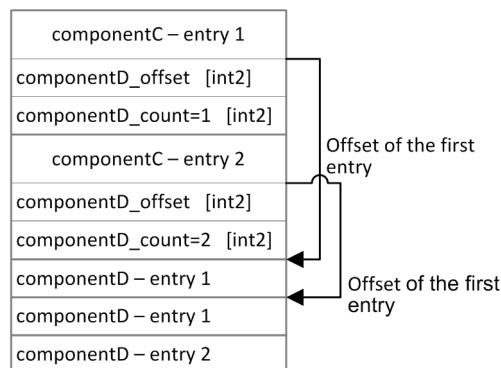 componentC – entry 1
componentD_offset [int2]
componentD_count=1 [int2]
componentC – entry 2
componentD_offset [int2]
componentD_count=2 [int2]
componentD – entry 1
componentD – entry 1
componentD – entry 2
Offset of the first
entry
Offset of the first
entry